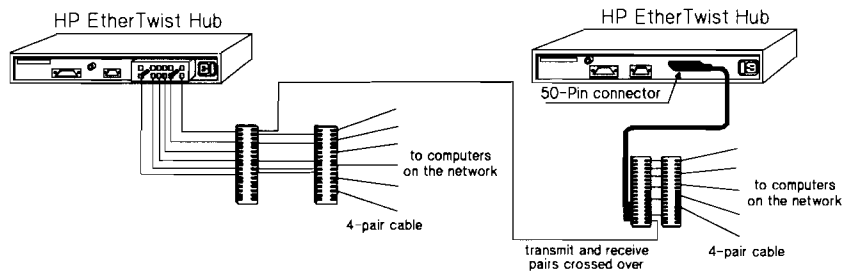 HP EtherTwist Hub
HP EtherTwist Hub
50-Pin connector
to computers
on the network
4-pair cable
to computers
on the network
4-pair cable
transmit and receive
pairs crossed over